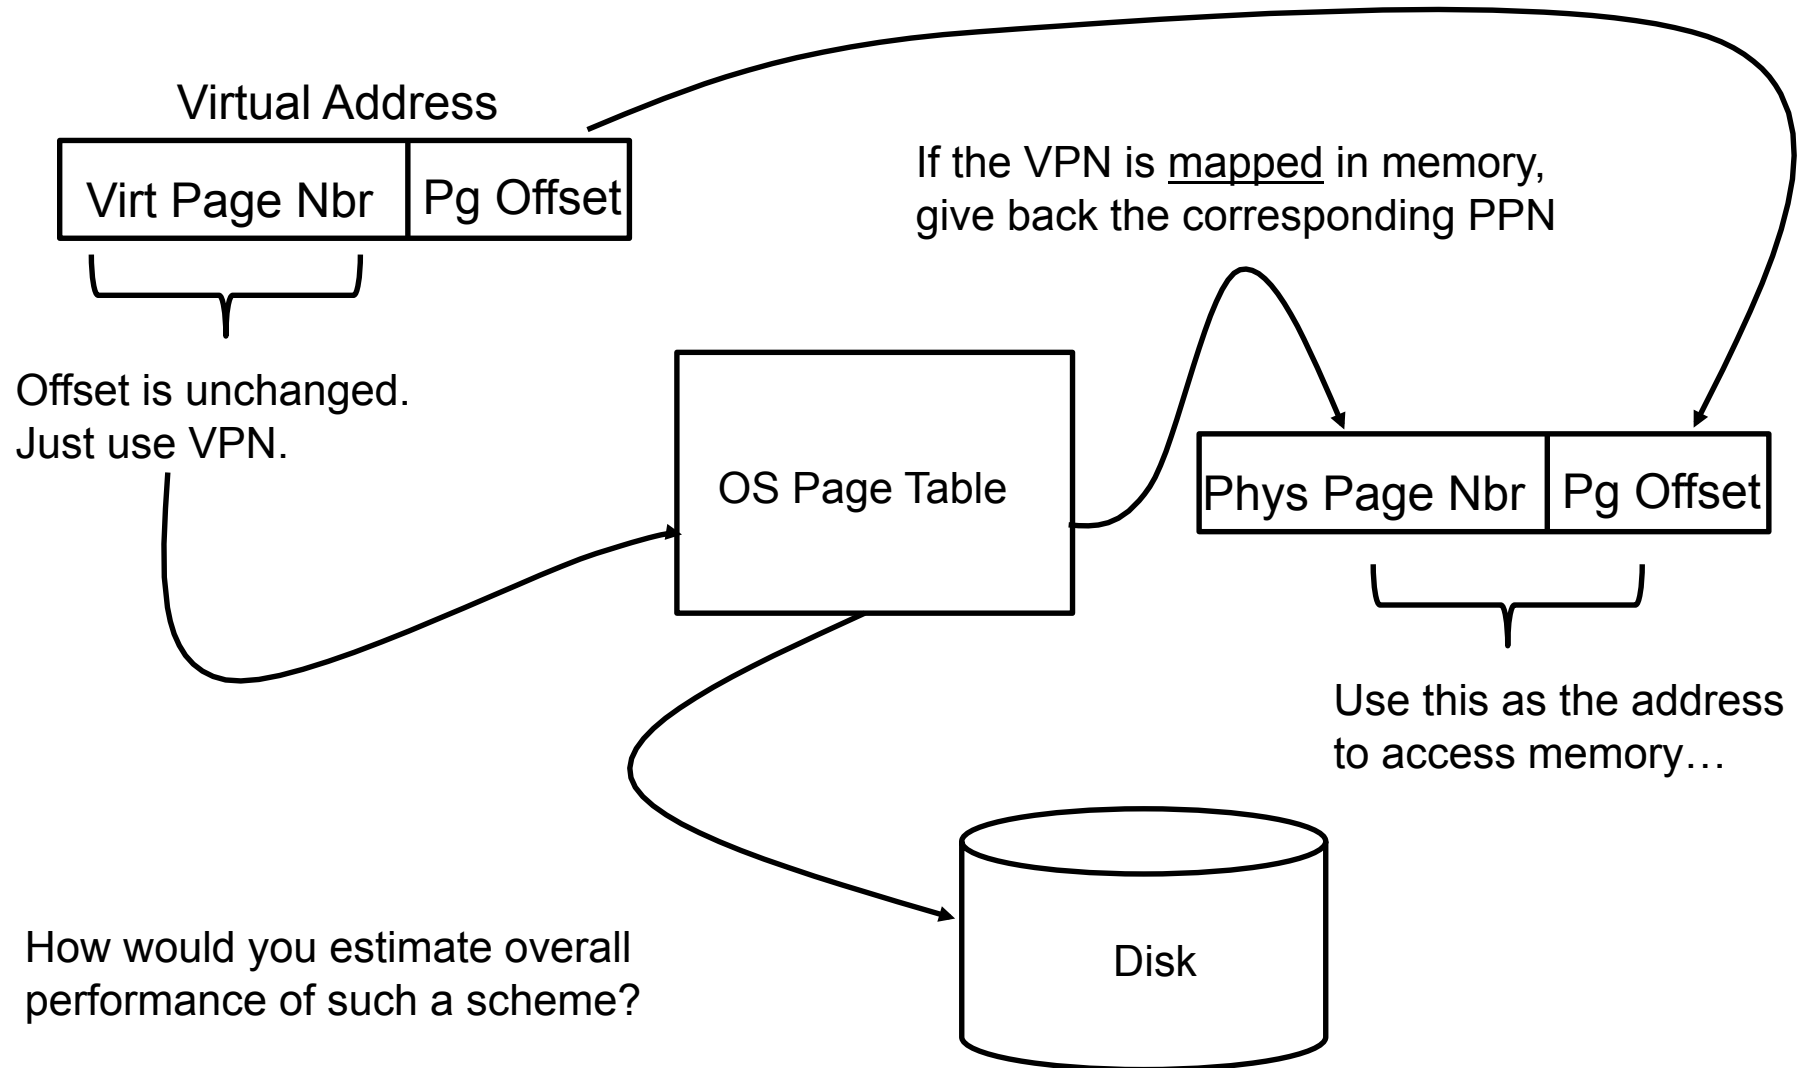 Virtual Address
Virt Page Nbr
Pg Offset
If the VPN is mapped in memory,
give back the corresponding PPN
Offset is unchanged.
Just use VPN.
OS Page Table
Phys Page Nbr
Pg Offset
Use this as the address
to access memory…
How would you estimate overall
performance of such a scheme?
Disk